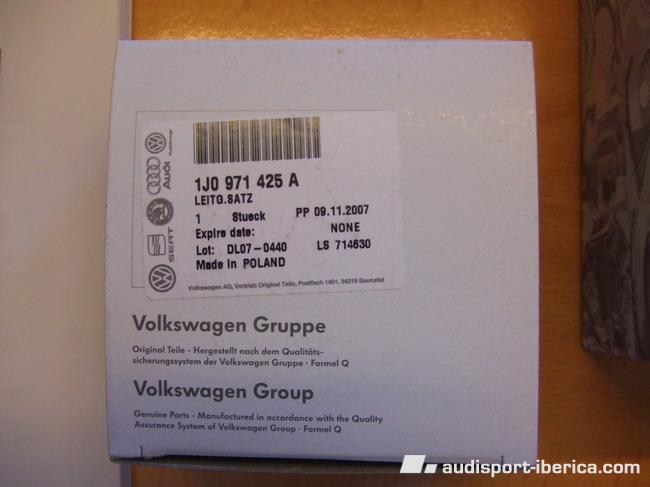 1J0 971 425 A
LEITG.SATZ
1 Stueck PP 09.11.2007
Expire date: NONE
Lot: DL07-0440 LS 714630
Made in POLAND
Volkswagen AG, Vertrieb Original Teile, Postfach 1451, 34219 Baunatal
Audi
SEAT
Volkswagen Gruppe
Original Teile - Hergestellt nach dem Qualitäts-
sicherungssystem der Volkswagen Gruppe · Formel Q
Volkswagen Group
Genuine Parts - Manufactured in accordance with the Quality
Assurance System of Volkswagen Group · Formel Q
audisport-iberica.com